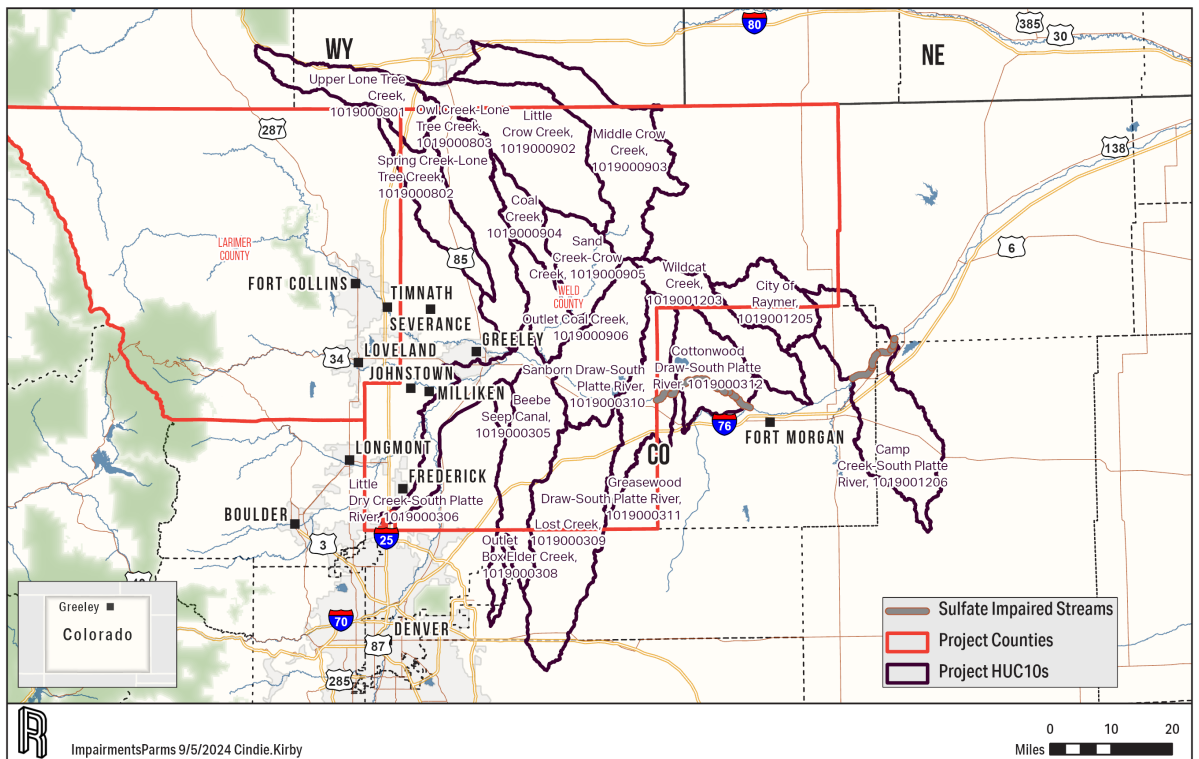 WY
NE
80
385
30
287
138
6
85
34
76
25
3
70
87
285
Upper Lone Tree
Creek,
1019000801
Owl Creek-Lone
Tree Creek,
1019000803
Little
Crow Creek,
1019000902
Middle Crow
Creek,
1019000903
Spring Creek-Lone
Tree Creek,
1019000802
Coal
Creek,
1019000904
Sand
Creek-Crow
Creek, 1019000905
LARIMER
COUNTY
WELD
COUNTY
Wildcat
Creek,
1019001203
City of
Raymer,
1019001205
Outlet Coal Creek,
1019000906
FORT COLLINS
TIMNATH
SEVERANCE
GREELEY
LOVELAND
JOHNSTOWN
MILLIKEN
Cottonwood
Draw-South Platte
River, 1019000312
Sanborn Draw-South
Platte River,
1019000310
Beebe
Seep Canal,
1019000305
FORT MORGAN
CO
LONGMONT
FREDERICK
BOULDER
Little
Dry Creek-South Platte
River, 1019000306
Greasewood
Draw-South Platte River,
1019000311
Camp
Creek-South Platte
River, 1019001206
Lost Creek,
1019000309
Outlet
Box Elder Creek,
1019000308
DENVER
Greeley
Colorado
Sulfate Impaired Streams
Project Counties
Project HUC10s
R
ImpairmentsParms 9/5/2024 Cindie.Kirby
0 10 20
Miles